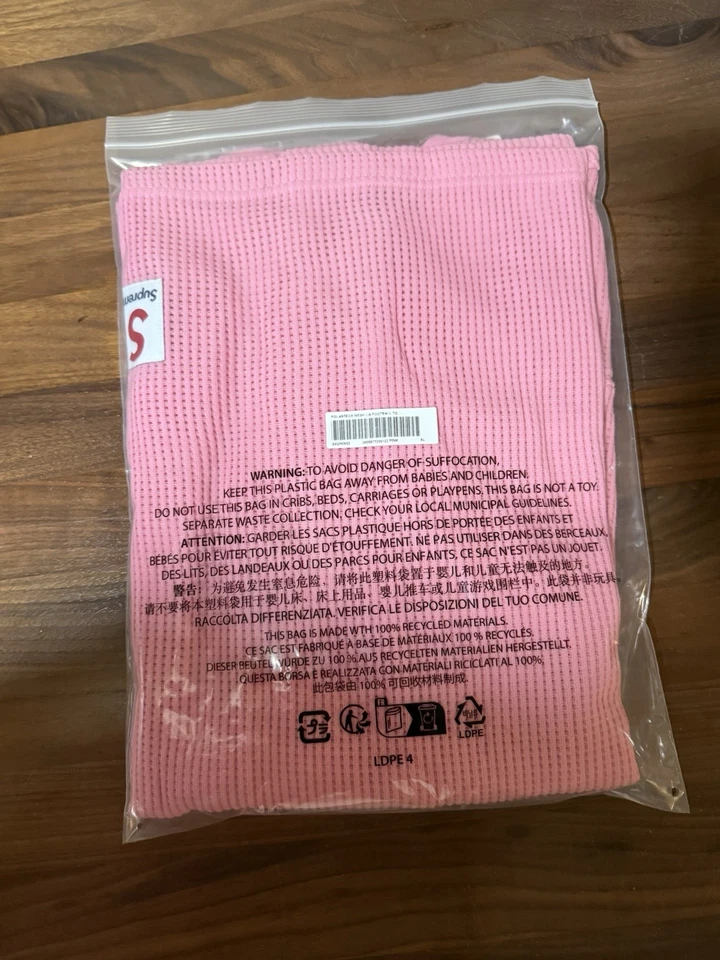 Suprem
S
WARNING: TO AVOID DANGER OF SUFFOCATION,
KEEP THIS PLASTIC BAG AWAY FROM BABIES AND CHILDREN.
DO NOT USE THIS BAG IN CRIBS, BEDS, CARRIAGES OR PLAYPENS. THIS BAG IS NOT A TOY.
SEPARATE WASTE COLLECTION. CHECK YOUR LOCAL MUNICIPAL GUIDELINES.
ATTENTION: GARDER LES SACS PLASTIQUE HORS DE PORTÉE DES ENFANTS ET
BÉBÉS POUR ÉVITER TOUT RISQUE D'ÉTOUFFEMENT. NE PAS UTILISER DANS DES BERCEAUX,
DES LITS, DES LANDEAUX OU DES PARCS POUR ENFANTS. CE SAC N'EST PAS UN JOUET.
警告：为避免发生窒息危险，请将此塑料袋置于婴儿和儿童无法触及的地方。
请不要将本塑料袋用于婴儿床、床上用品、婴儿推车或儿童游戏围栏中。此袋并非玩具。
RACCOLTA DIFFERENZIATA. VERIFICA LE DISPOSIZIONI DEL TUO COMUNE.
THIS BAG IS MADE WTH 100% RECYCLED MATERIALS.
CE SAC EST FABRIQUÉ À BASE DE MATÉRIAUX 100 % RECYCLÉS.
DIESER BEUTEL WÜRDE ZU 100 % AUS RECYCELTEN MATERIALIEN HERGESTELLT.
QUESTA BORSA È REALIZZATA CON MATERIALI RICICLATI AL 100%.
此包袋由 100% 可回收材料制成。
プラ
LDPE
LDPE 4